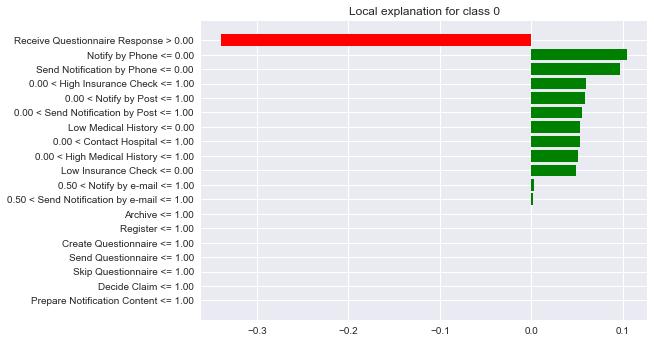 Local explanation for class 0
Receive Questionnaire Response > 0.00
Notify by Phone <= 0.00
Send Notification by Phone <= 0.00
0.00 < High Insurance Check <= 1.00
0.00 < Notify by Post <= 1.00
0.00 < Send Notification by Post <= 1.00
Low Medical History <= 0.00
0.00 < Contact Hospital <= 1.00
0.00 < High Medical History <= 1.00
Low Insurance Check <= 0.00
0.50 < Notify by e-mail <= 1.00
0.50 < Send Notification by e-mail <= 1.00
Archive <= 1.00
Register <= 1.00
Create Questionnaire <= 1.00
Send Questionnaire <= 1.00
Skip Questionnaire <= 1.00
Decide Claim <= 1.00
Prepare Notification Content <= 1.00
−0.3 −0.2 −0.1 0.0 0.1